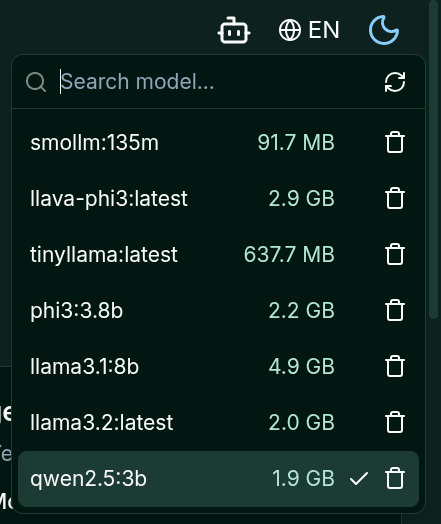 EN
Search model...
smollm:135m 91.7 MB
llava-phi3:latest 2.9 GB
tinyllama:latest 637.7 MB
phi3:3.8b 2.2 GB
llama3.1:8b 4.9 GB
llama3.2:latest 2.0 GB
qwen2.5:3b 1.9 GB